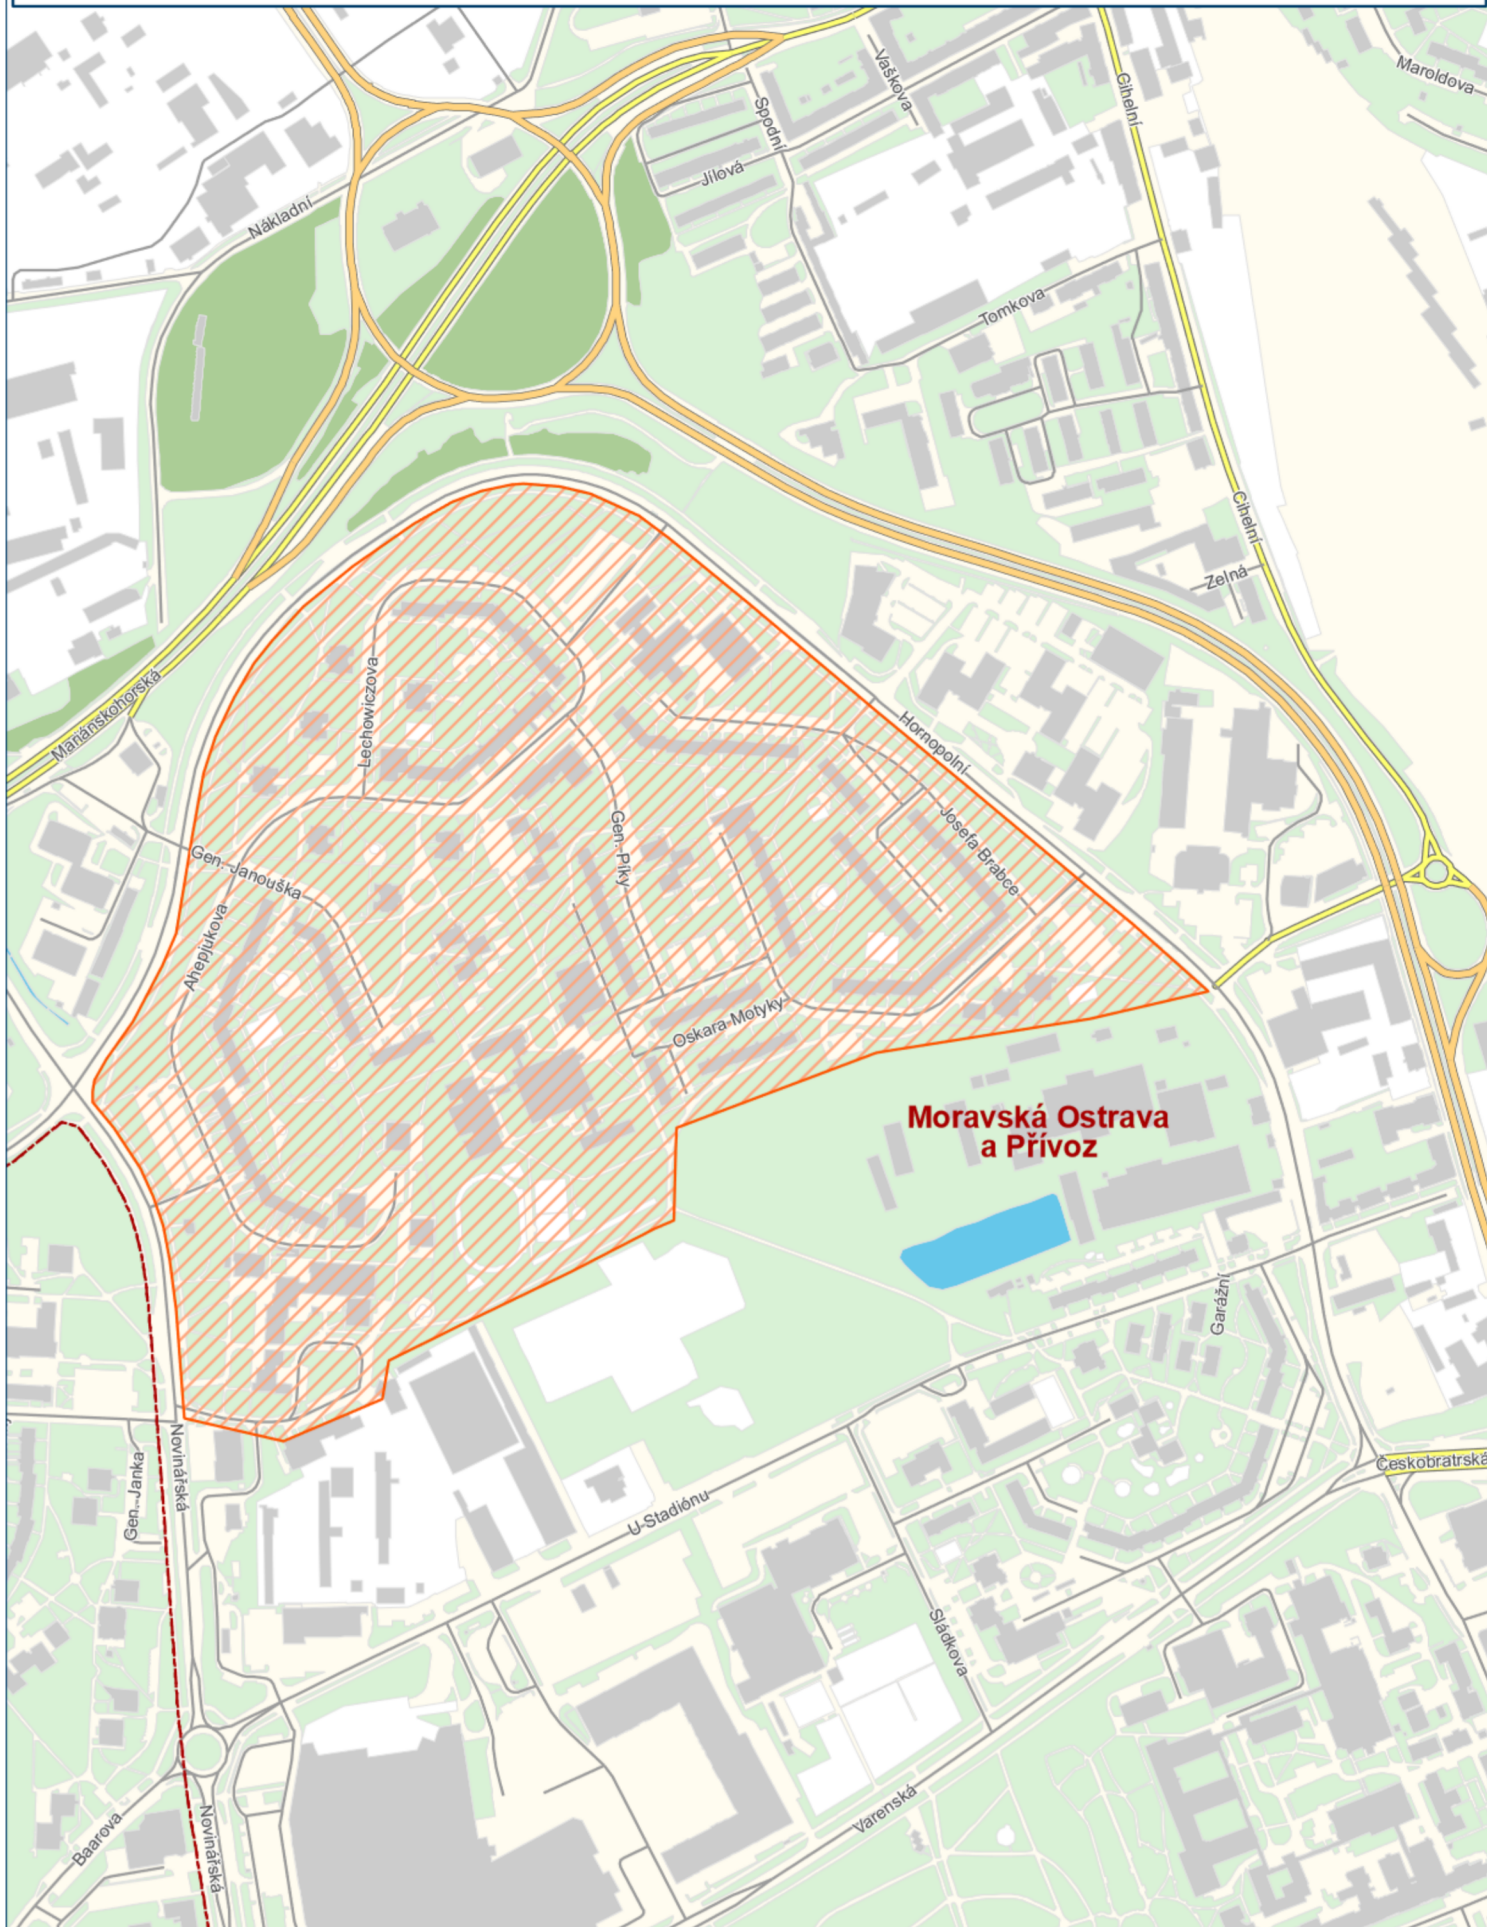 Vaškova
Cihelní
Maroldova
Spodní
Jílová
Nákladní
Tomkova
Cihelní
Zelná
Mariánskohorská
Lechowiczova
Hornopolní
Gen. Píky
Josefa Brabce
Gen. Janouška
Ahepjukova
Oskara Motyky
Moravská Ostrava
a Přívoz
Garážní
Novinářská
Gen. Janka
Českobratrská
U Stadiónu
Sládkova
Varenská
Baarova
Novinářská